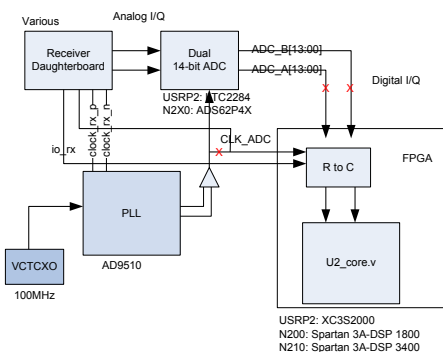 Various
Analog I/Q
Receiver
Daughterboard
Dual
14-bit ADC
ADC_B[13:00]
ADC_A[13:00]
Digital I/Q
USRP2: LTC2284
N2X0: ADS62P4X
clock_rx_p
clock_rx_n
io_rx
CLK_ADC
X
X
X
R to C
FPGA
PLL
AD9510
VCTCXO
100MHz
U2_core.v
USRP2: XC3S2000
N200: Spartan 3A-DSP 1800
N210: Spartan 3A-DSP 3400